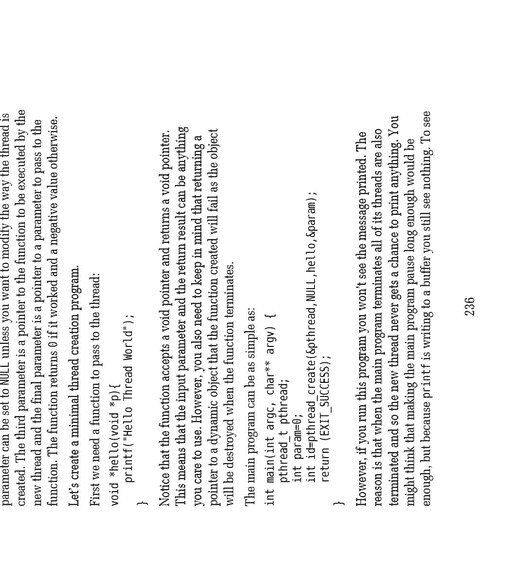 parameter can be set to NULL unless you want to modify the way the thread is
created. The third parameter is a pointer to the function to be executed by the
new thread and the final parameter is a pointer to a parameter to pass to the
function. The function returns 0 if it worked and a negative value otherwise.
Let's create a minimal thread creation program.
First we need a function to pass to the thread:
void *hello(void *p){
    printf("Hello Thread World");
}
Notice that the function accepts a void pointer and returns a void pointer.
This means that the input parameter and the return result can be anything
you care to use. However, you also need to keep in mind that returning a
pointer to a dynamic object that the function created will fail as the object
will be destroyed when the function terminates.
The main program can be as simple as:
int main(int argc, char** argv) {
    pthread_t pthread;
    int param=0;
    int id=pthread_create(&pthread,NULL,hello,&param);
    return (EXIT_SUCCESS);
}
However, if you run this program you won't see the message printed. The
reason is that when the main program terminates all of its threads are also
terminated and so the new thread never gets a chance to print anything. You
might think that making the main program pause long enough would be
enough, but because printf is writing to a buffer you still see nothing. To see
236